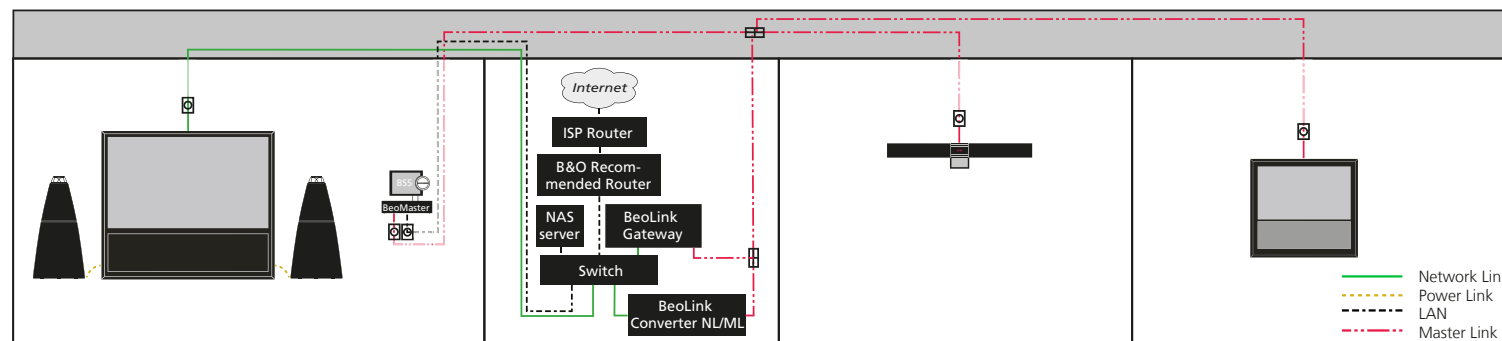 Internet
ISP Router
B&O Recom-
mended Router
BSS
BeoMaster
NAS
server
BeoLink
Gateway
Switch
BeoLink
Converter NL/ML
Network Lin
Power Link
LAN
Master Link